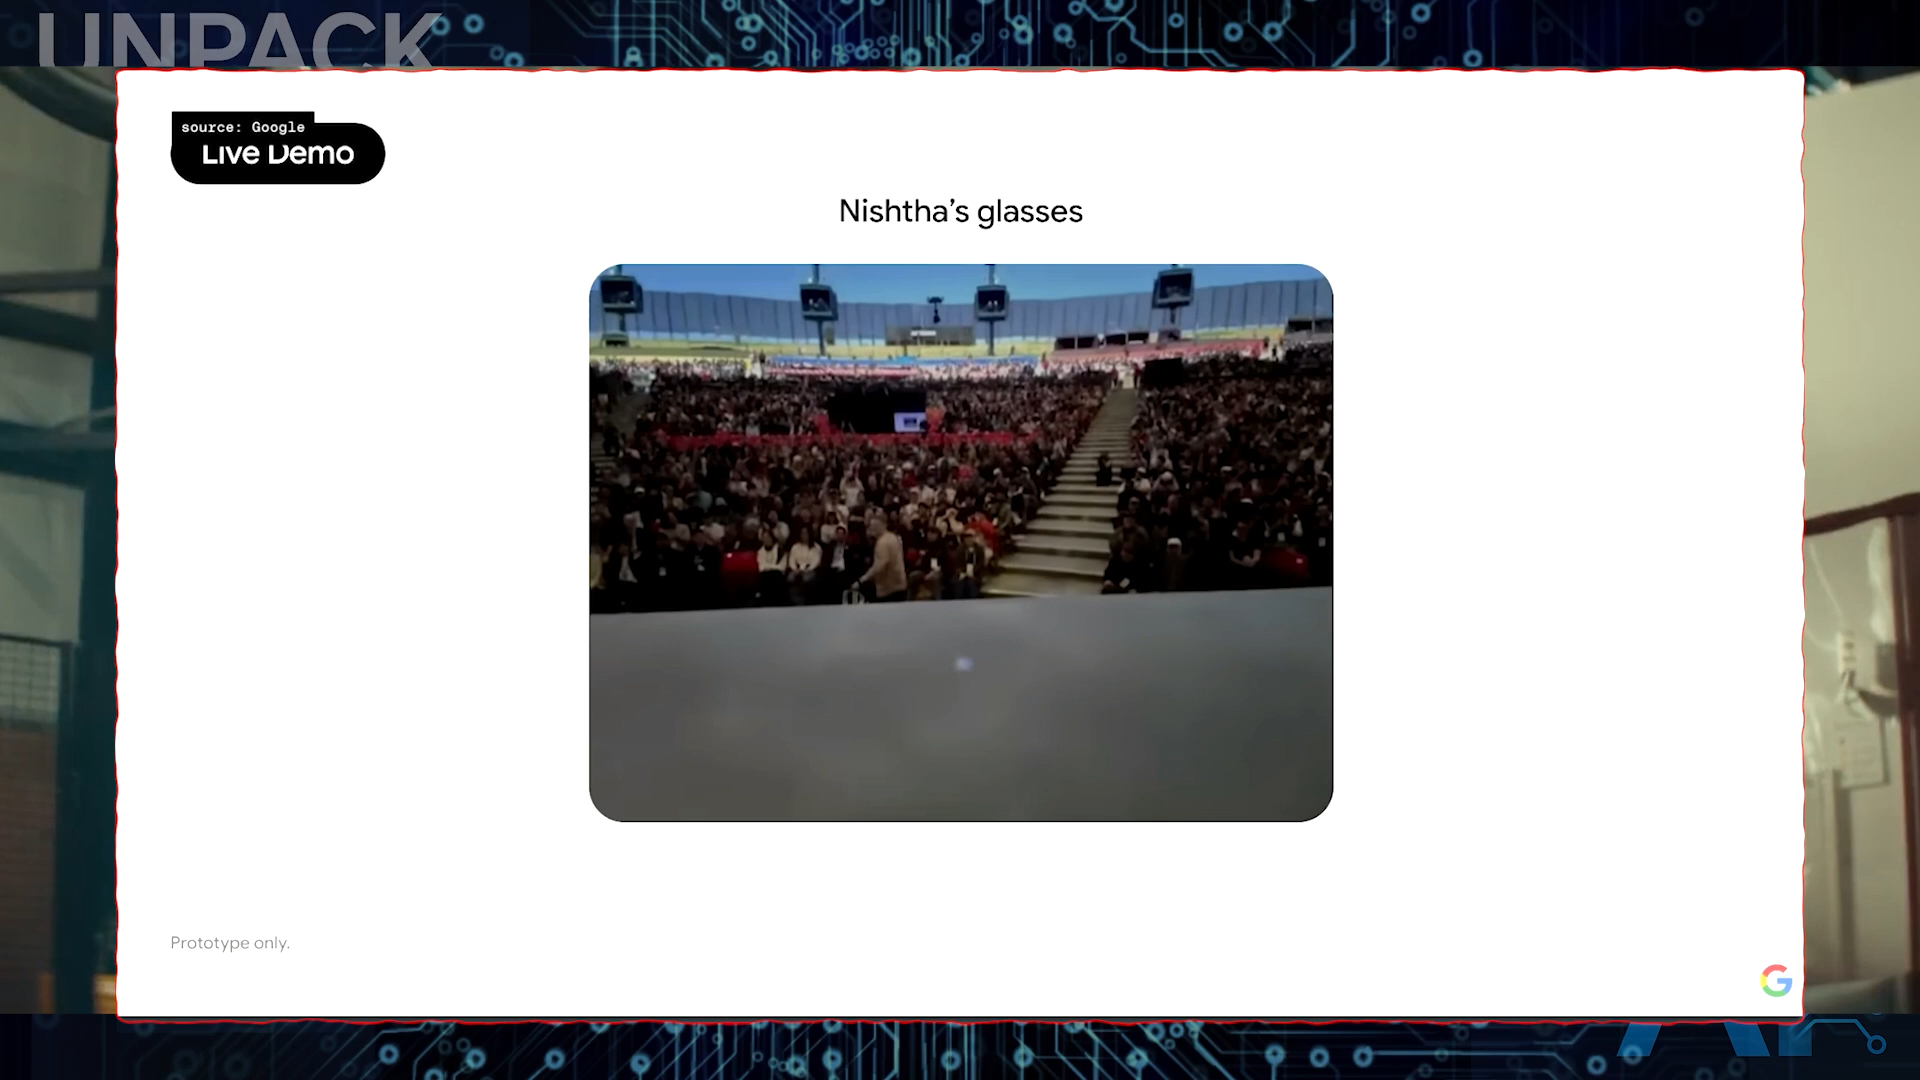 UNPACK
source: Google
Live Demo
Nishtha's glasses
Prototype only.